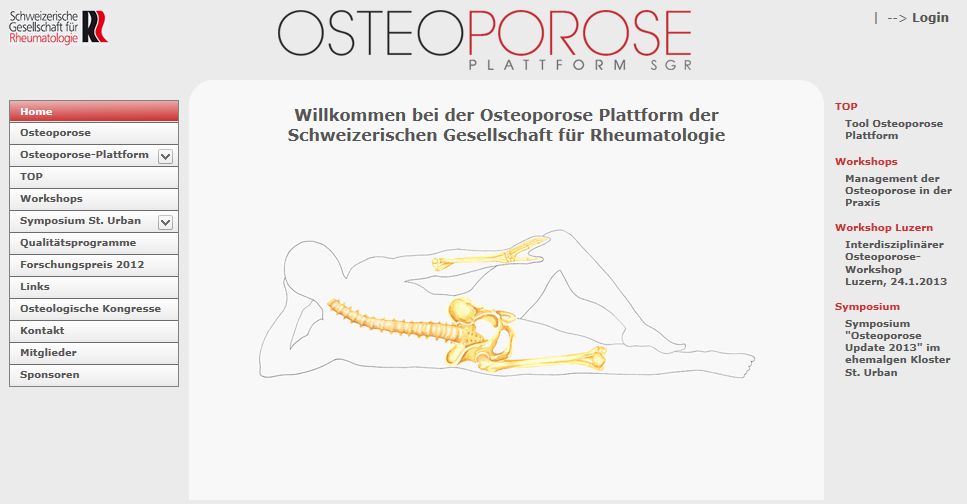 Schweizerische
Gesellschaft für
Rheumatologie
OSTEOPOROSE
PLATTFORM SGR
| --> Login
Home
Osteoporose
Osteoporose-Plattform
TOP
Workshops
Symposium St. Urban
Qualitätsprogramme
Forschungspreis 2012
Links
Osteologische Kongresse
Kontakt
Mitglieder
Sponsoren
Willkommen bei der Osteoporose Plattform der
Schweizerischen Gesellschaft für Rheumatologie
TOP
Tool Osteoporose
Plattform
Workshops
Management der
Osteoporose in der
Praxis
Workshop Luzern
Interdisziplinärer
Osteoporose-
Workshop
Luzern, 24.1.2013
Symposium
Symposium
"Osteoporose
Update 2013" im
ehemalgen Kloster
St. Urban